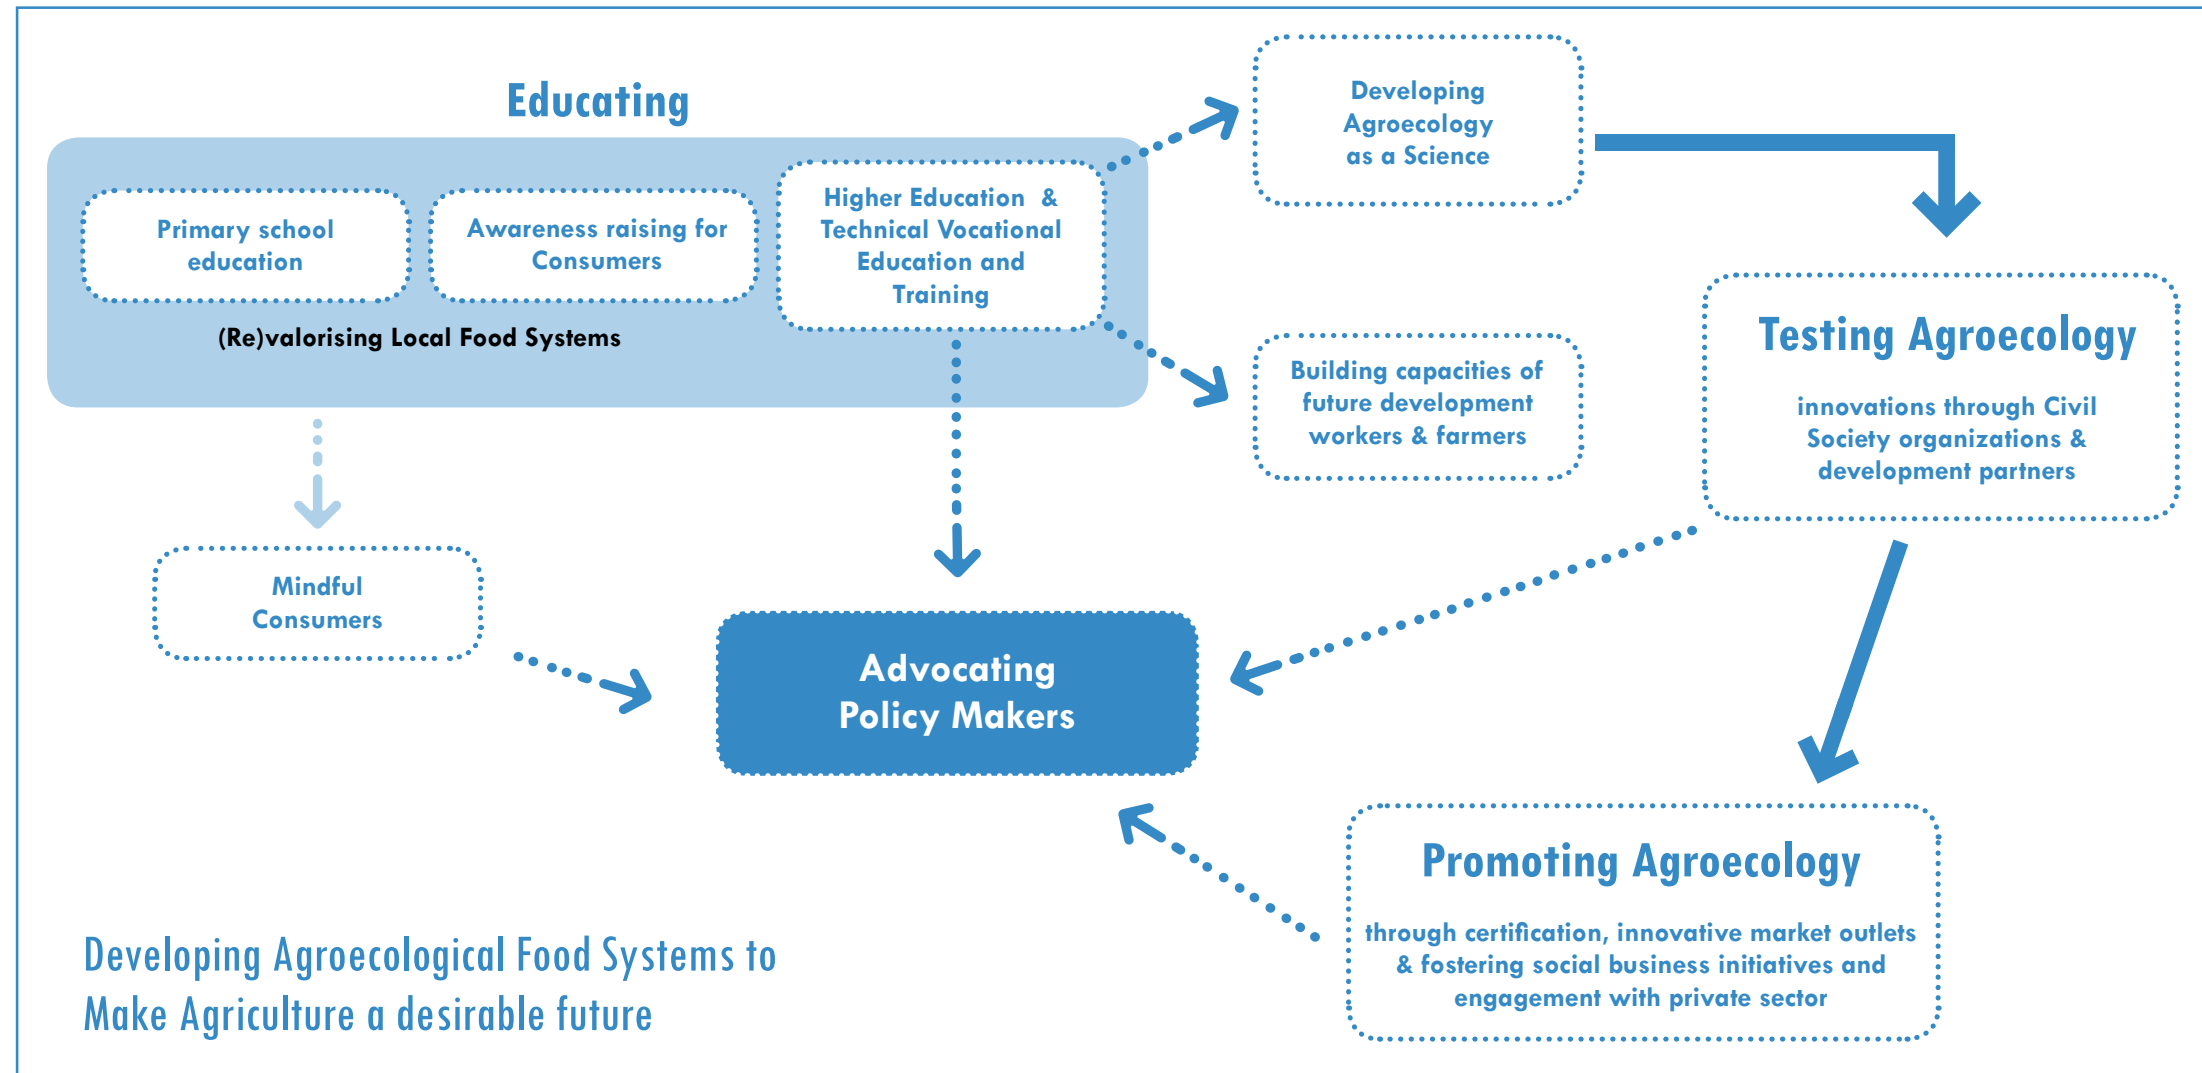 Educating
Primary school
education
Awareness raising for
Consumers
Higher Education & 
Technical Vocational
Education and
Training
(Re)valorising Local Food Systems
Developing
Agroecology
as a Science
Building capacities of
future development
workers & farmers
Testing Agroecology
innovations through Civil
Society organizations &
development partners
Mindful
Consumers
Advocating
Policy Makers
Promoting Agroecology
through certification, innovative market outlets
& fostering social business initiatives and
engagement with private sector
Developing Agroecological Food Systems to
Make Agriculture a desirable future